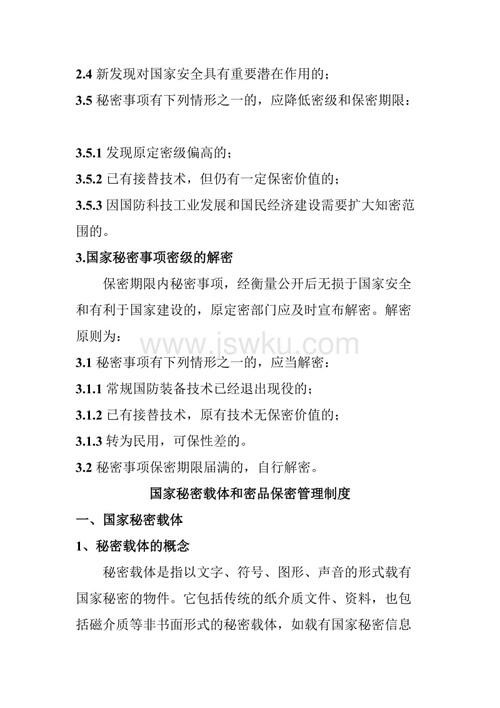 2.4 新发现对国家安全具有重要潜在作用的；
3.5 秘密事项有下列情形之一的，应降低密级和保密期限：
3.5.1 发现原定密级偏高的；
3.5.2 已有接替技术，但仍有一定保密价值的；
3.5.3 因国防科技工业发展和国民经济建设需要扩大知密范
围的。
3.国家秘密事项密级的解密
保密期限内秘密事项，经衡量公开后无损于国家安全
和有利于国家建设的，原定密部门应及时宣布解密。解密
原则为：
www.jswku.com
3.1 秘密事项有下列情形之一的，应当解密：
3.1.1 常规国防装备技术已经退出现役的；
3.1.2 已有接替技术，原有技术无保密价值的；
3.1.3 转为民用，可保性差的。
3.2 秘密事项保密期限届满的，自行解密。
国家秘密载体和密品保密管理制度
一、国家秘密载体
1、秘密载体的概念
秘密载体是指以文字、符号、图形、声音的形式载有
国家秘密的物件。它包括传统的纸介质文件、资料，也包
括磁介质等非书面形式的秘密载体，如载有国家秘密信息